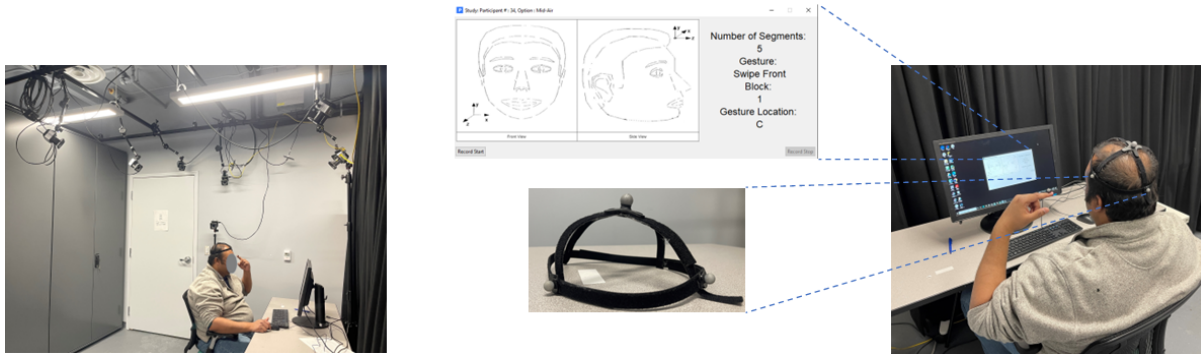 Study: Participant # : 34, Option : Mid-Air
Number of Segments:
5
Gesture:
Swipe Front
Block:
1
Gesture Location:
C
Front View
Side View
Record Start
Record Stop